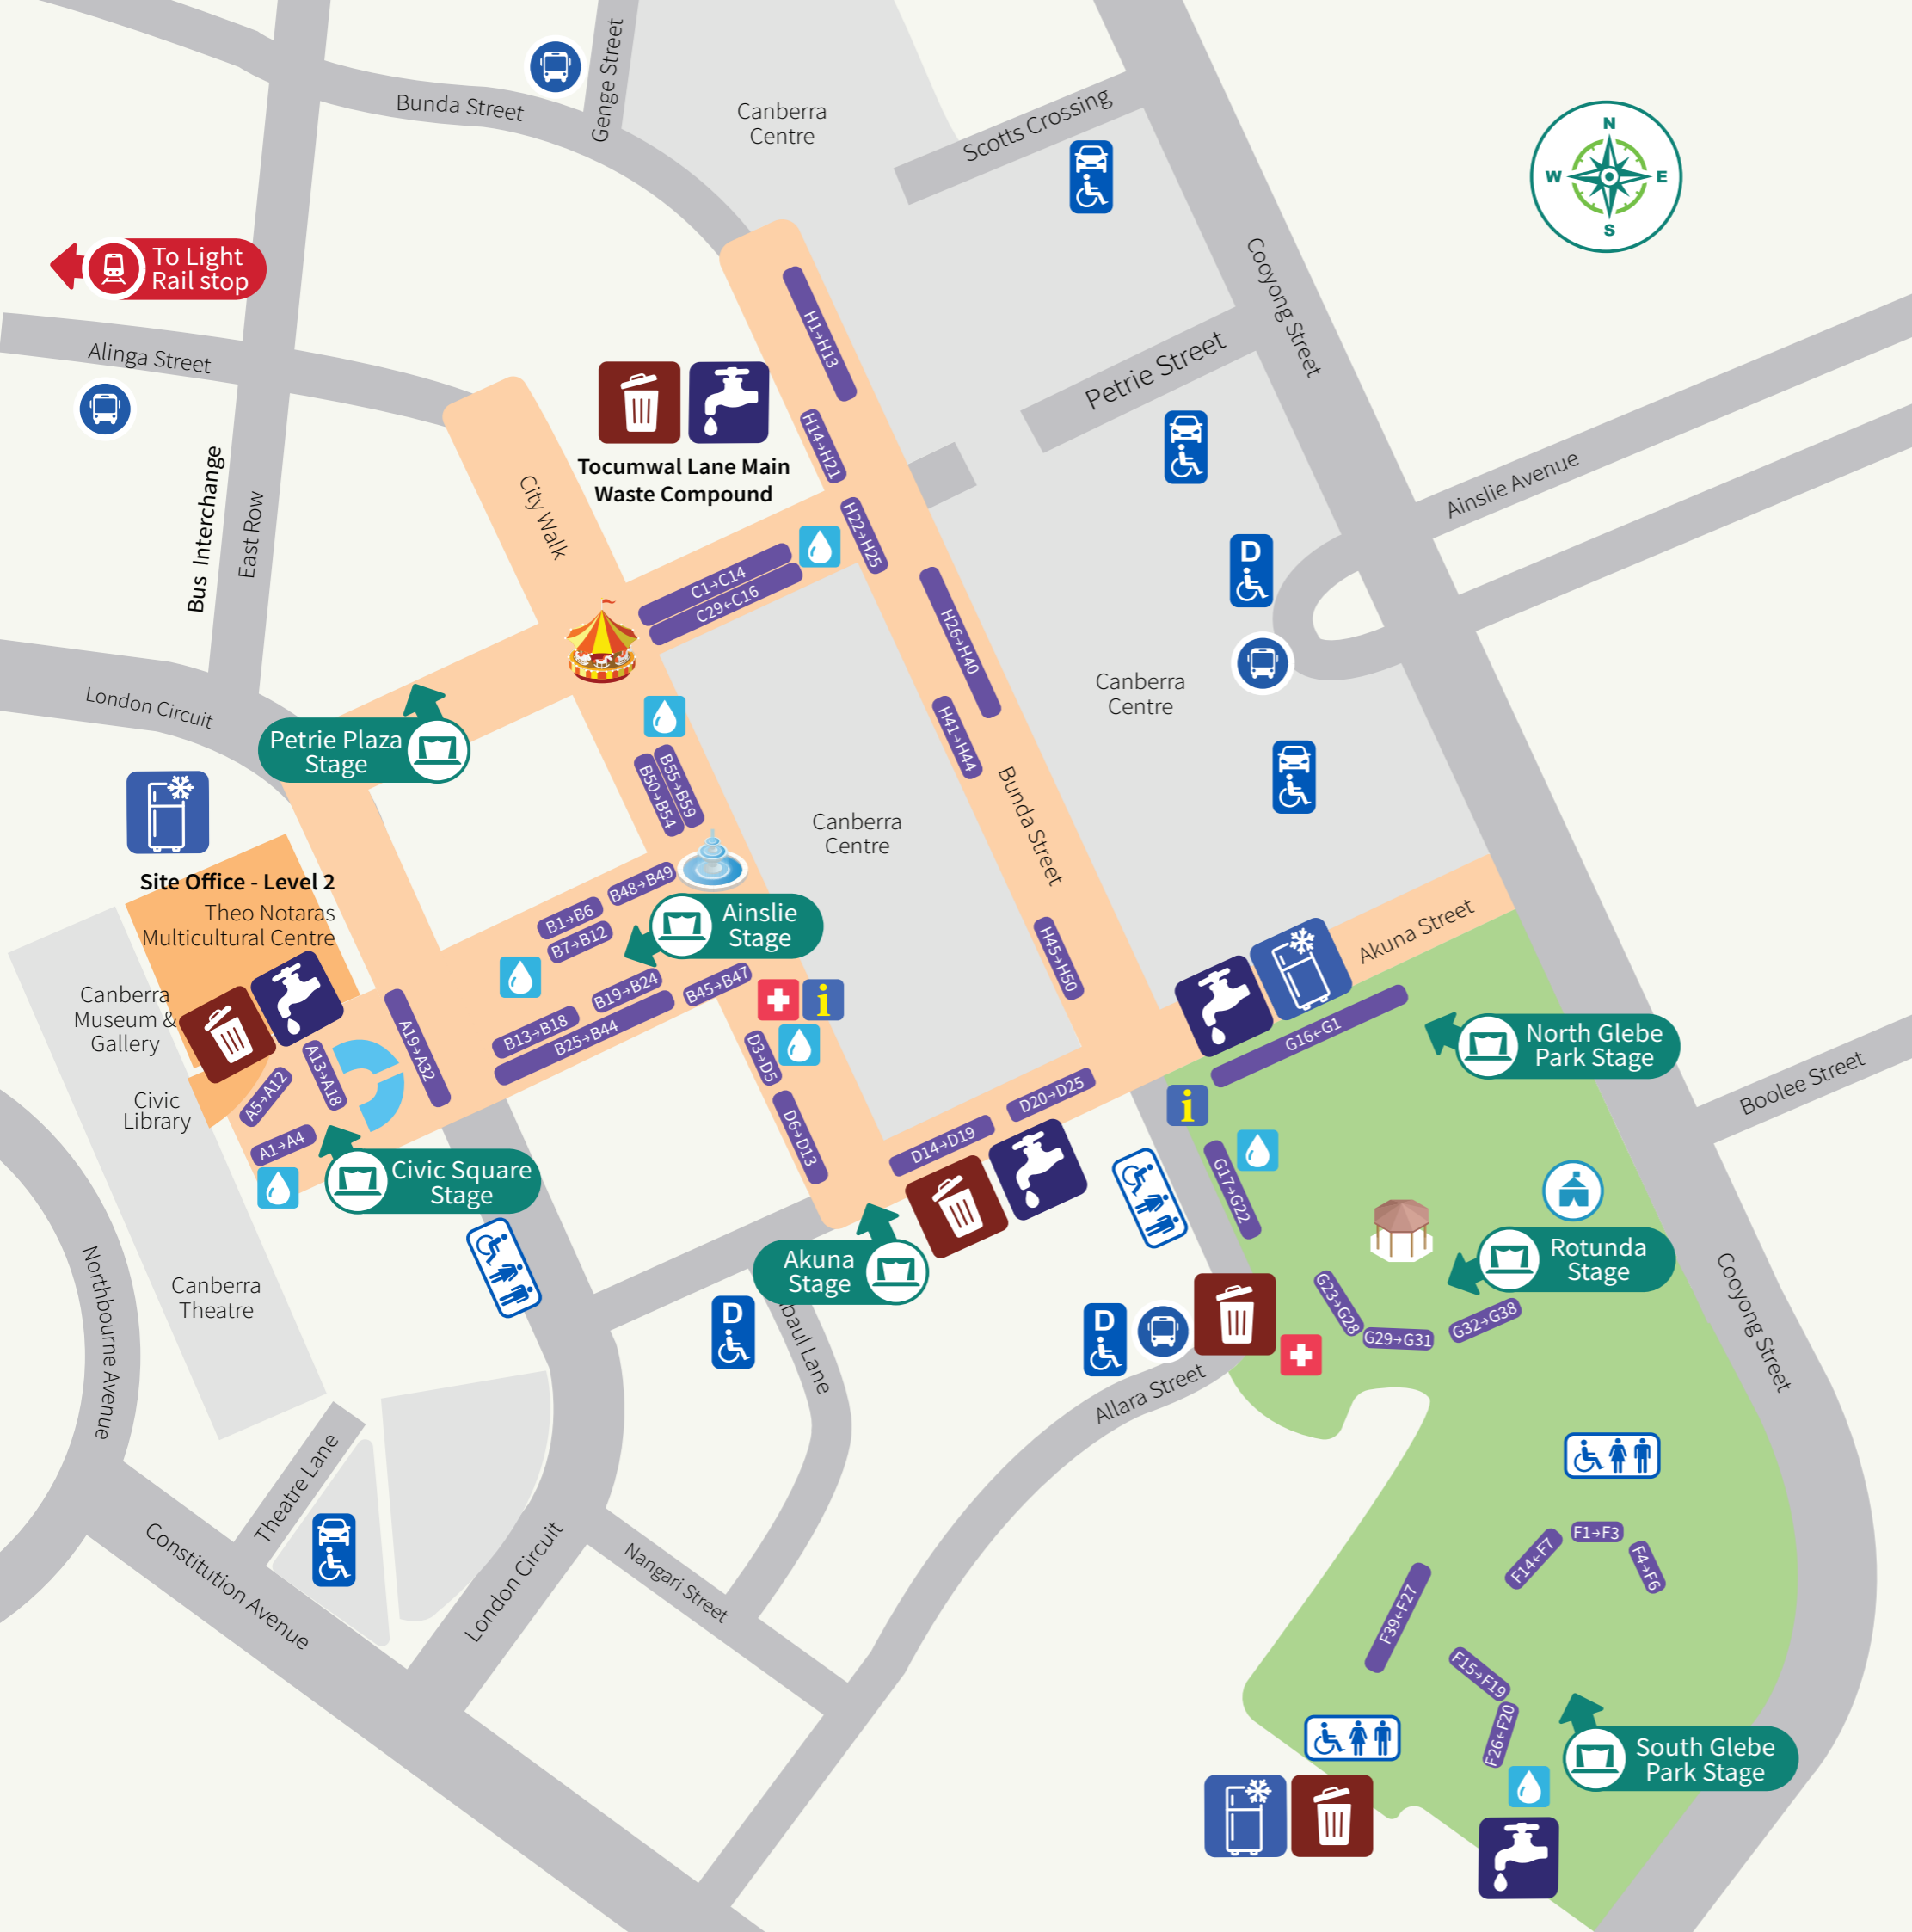 Genge Street
Bunda Street
Canberra
Centre
Scotts Crossing
N
W
E
S
To Light
Rail stop
Cooyong Street
Alinga Street
H1→H13
Petrie Street
H14→H21
Tocumwal Lane Main
Waste Compound
Bus Interchange
East Row
City Walk
H22→H25
Ainslie Avenue
C1→C14
C29←C16
D
H26→H40
London Circuit
Petrie Plaza
Stage
Canberra
Centre
H41→H44
B55→B59
B50→B54
Canberra
Centre
Bunda Street
Site Office - Level 2
Theo Notaras
Multicultural Centre
B48→B49
B1→B6
B7→B12
Ainslie
Stage
Akuna Street
H45→H50
B19→B24
B45→B47
B13→B18
B25→B44
i
Canberra
Museum &
Gallery
A19→A32
A13→A18
A5→A12
A1→A4
Civic
Library
D3→D5
D6→D13
G16←G1
North Glebe
Park Stage
Boolee Street
D20→D25
D14→D19
i
G17→G22
Civic Square
Stage
Akuna
Stage
Rotunda
Stage
Northbourne Avenue
Canberra
Theatre
D
baul Lane
D
G23→G28
G29→G31
G32→G38
Cooyong Street
Allara Street
Theatre Lane
Constitution Avenue
London Circuit
Nangari Street
F14←F7
F1→F3
F4→F6
F39←F27
F15→F19
F26←F20
South Glebe
Park Stage